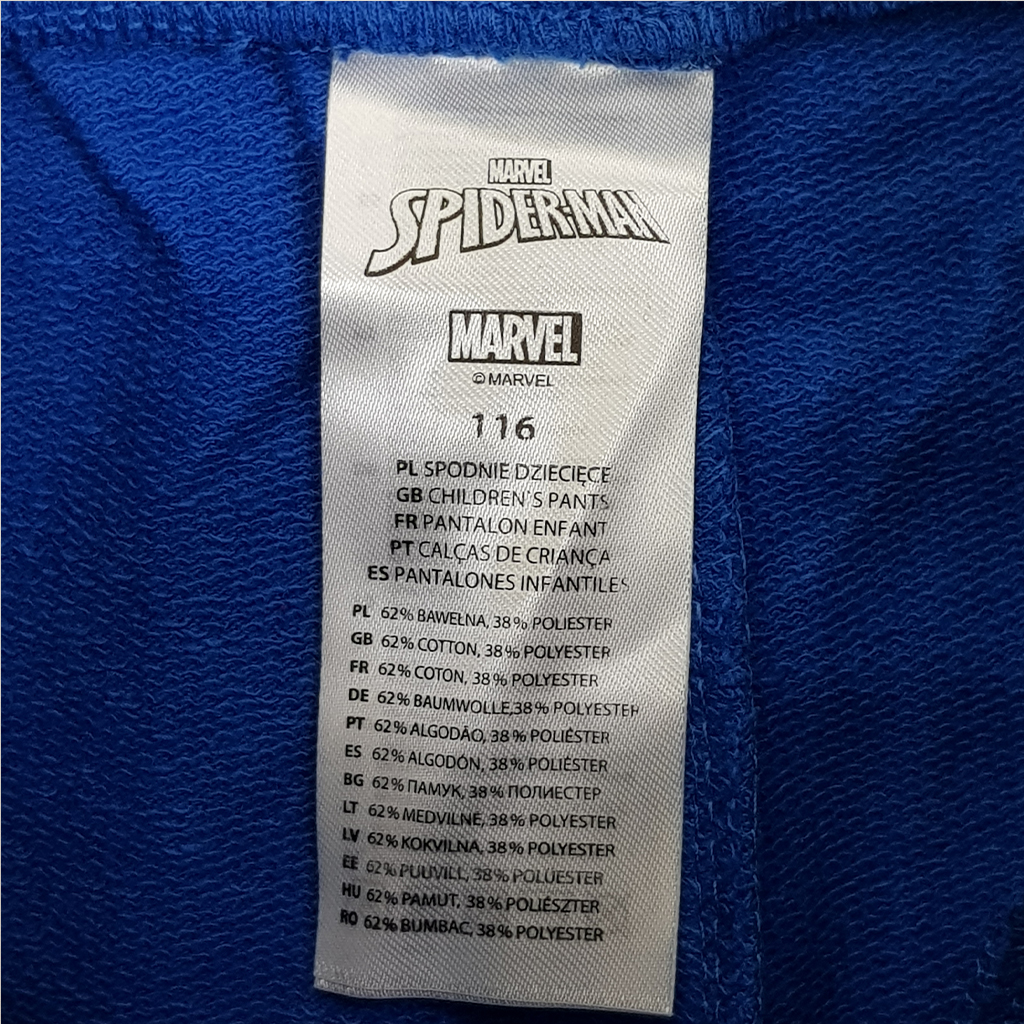 MARVEL
SPIDER-MAN
MARVEL
© MARVEL
116
PL SPODNIE DZIECIĘCE
GB CHILDREN'S PANTS
FR PANTALON ENFANT
PT CALÇAS DE CRIANÇA
ES PANTALONES INFANTILES
PL 62% BAWEŁNA, 38% POLIESTER
GB 62% COTTON, 38% POLYESTER
FR 62% COTON, 38% POLYESTER
DE 62% BAUMWOLLE,38% POLYESTER
PT 62% ALGODÃO, 38% POLIÉSTER
ES 62% ALGODÓN, 38% POLIÉSTER
BG 62% ПАМУК, 38% ПОЛИЕСТЕР
LT 62% MEDVILNĖ, 38% POLYESTER
LV 62% KOKVILNA, 38% POLYESTER
EE 62% PUUVILL, 38% POLÜESTER
HU 62% PAMUT, 38% POLIÉSZTER
RO 62% BUMBAC, 38% POLYESTER